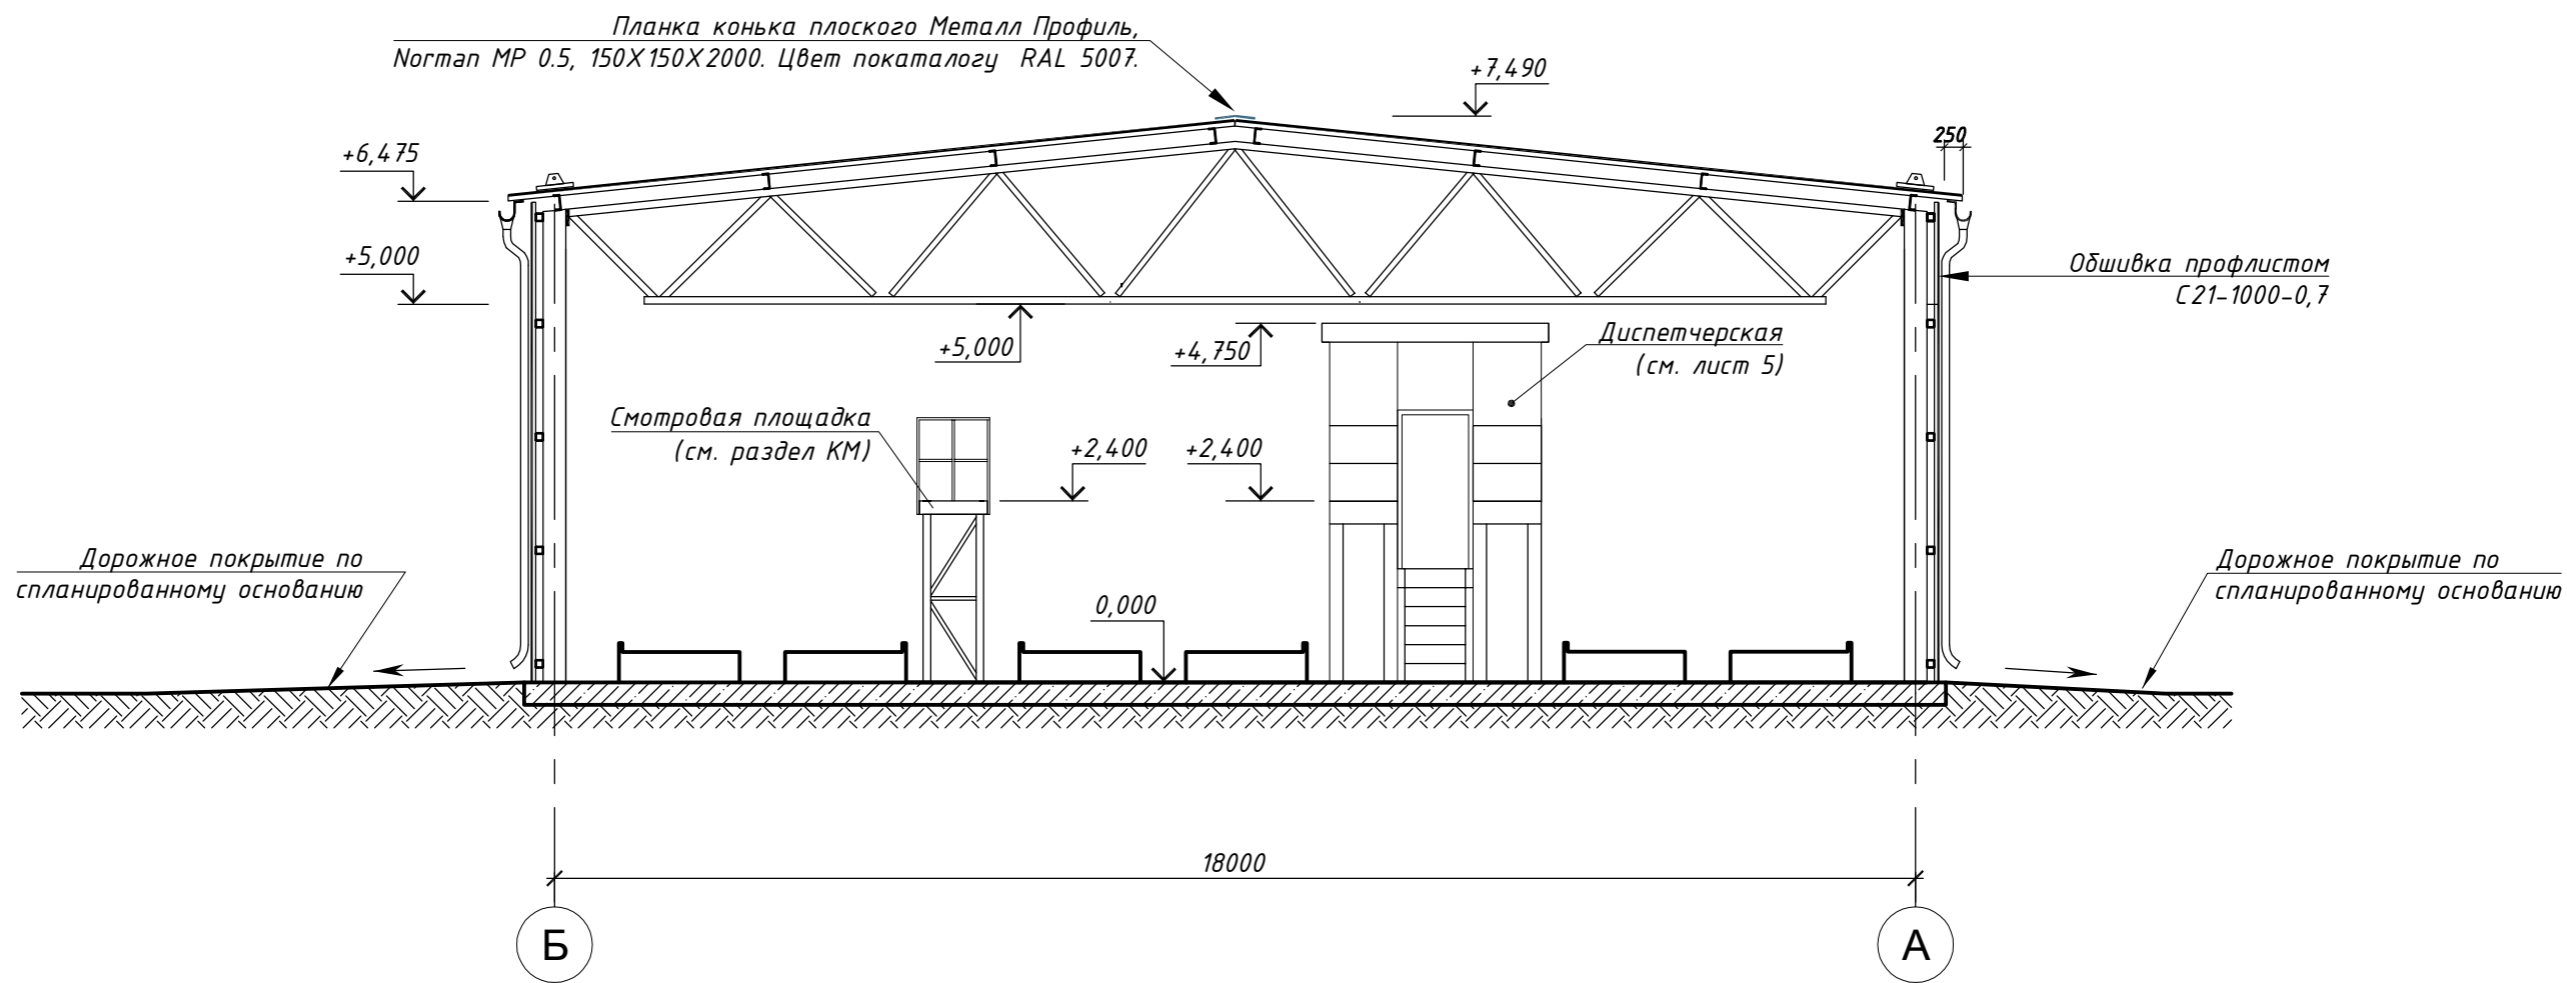 Планка конька плоского Металл Профиль,
Norman MP 0.5, 150X150X2000. Цвет покаталогу RAL 5007.
+7,490
250
+6,475
+5,000
Обшивка профлистом
С21-1000-0,7
+5,000
+4,750
Диспетчерская
(см. лист 5)
Смотровая площадка
(см. раздел КМ)
+2,400
+2,400
Дорожное покрытие по
спланированному основанию
0,000
Дорожное покрытие по
спланированному основанию
18000
Б
А